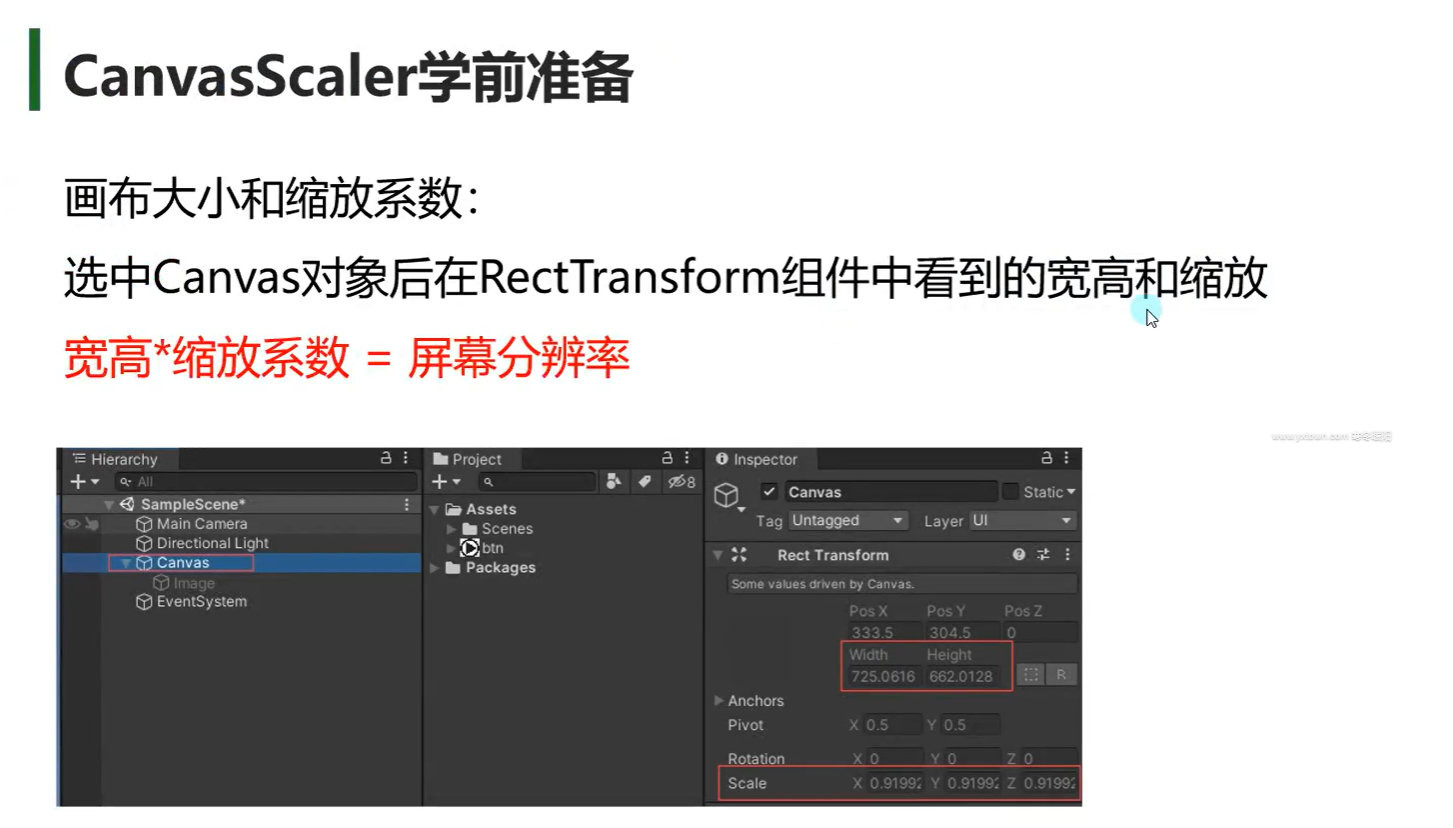 CanvasScaler学前准备
画布大小和缩放系数：
选中Canvas对象后在RectTransform组件中看到的宽高和缩放
宽高*缩放系数 = 屏幕分辨率
www.yxtown.com
Hierarchy
All
SampleScene*
Main Camera
Directional Light
Canvas
Image
EventSystem
Project
8
Assets
Scenes
btn
Packages
Inspector
Canvas Static
Tag Untagged Layer UI
Rect Transform
Some values driven by Canvas.
Pos X Pos Y Pos Z
333.5 304.5 0
Width Height
725.0616 662.0128 R
Anchors
Pivot X 0.5 Y 0.5
Rotation X 0 Y 0 Z 0
Scale X 0.91992 Y 0.91992 Z 0.91992